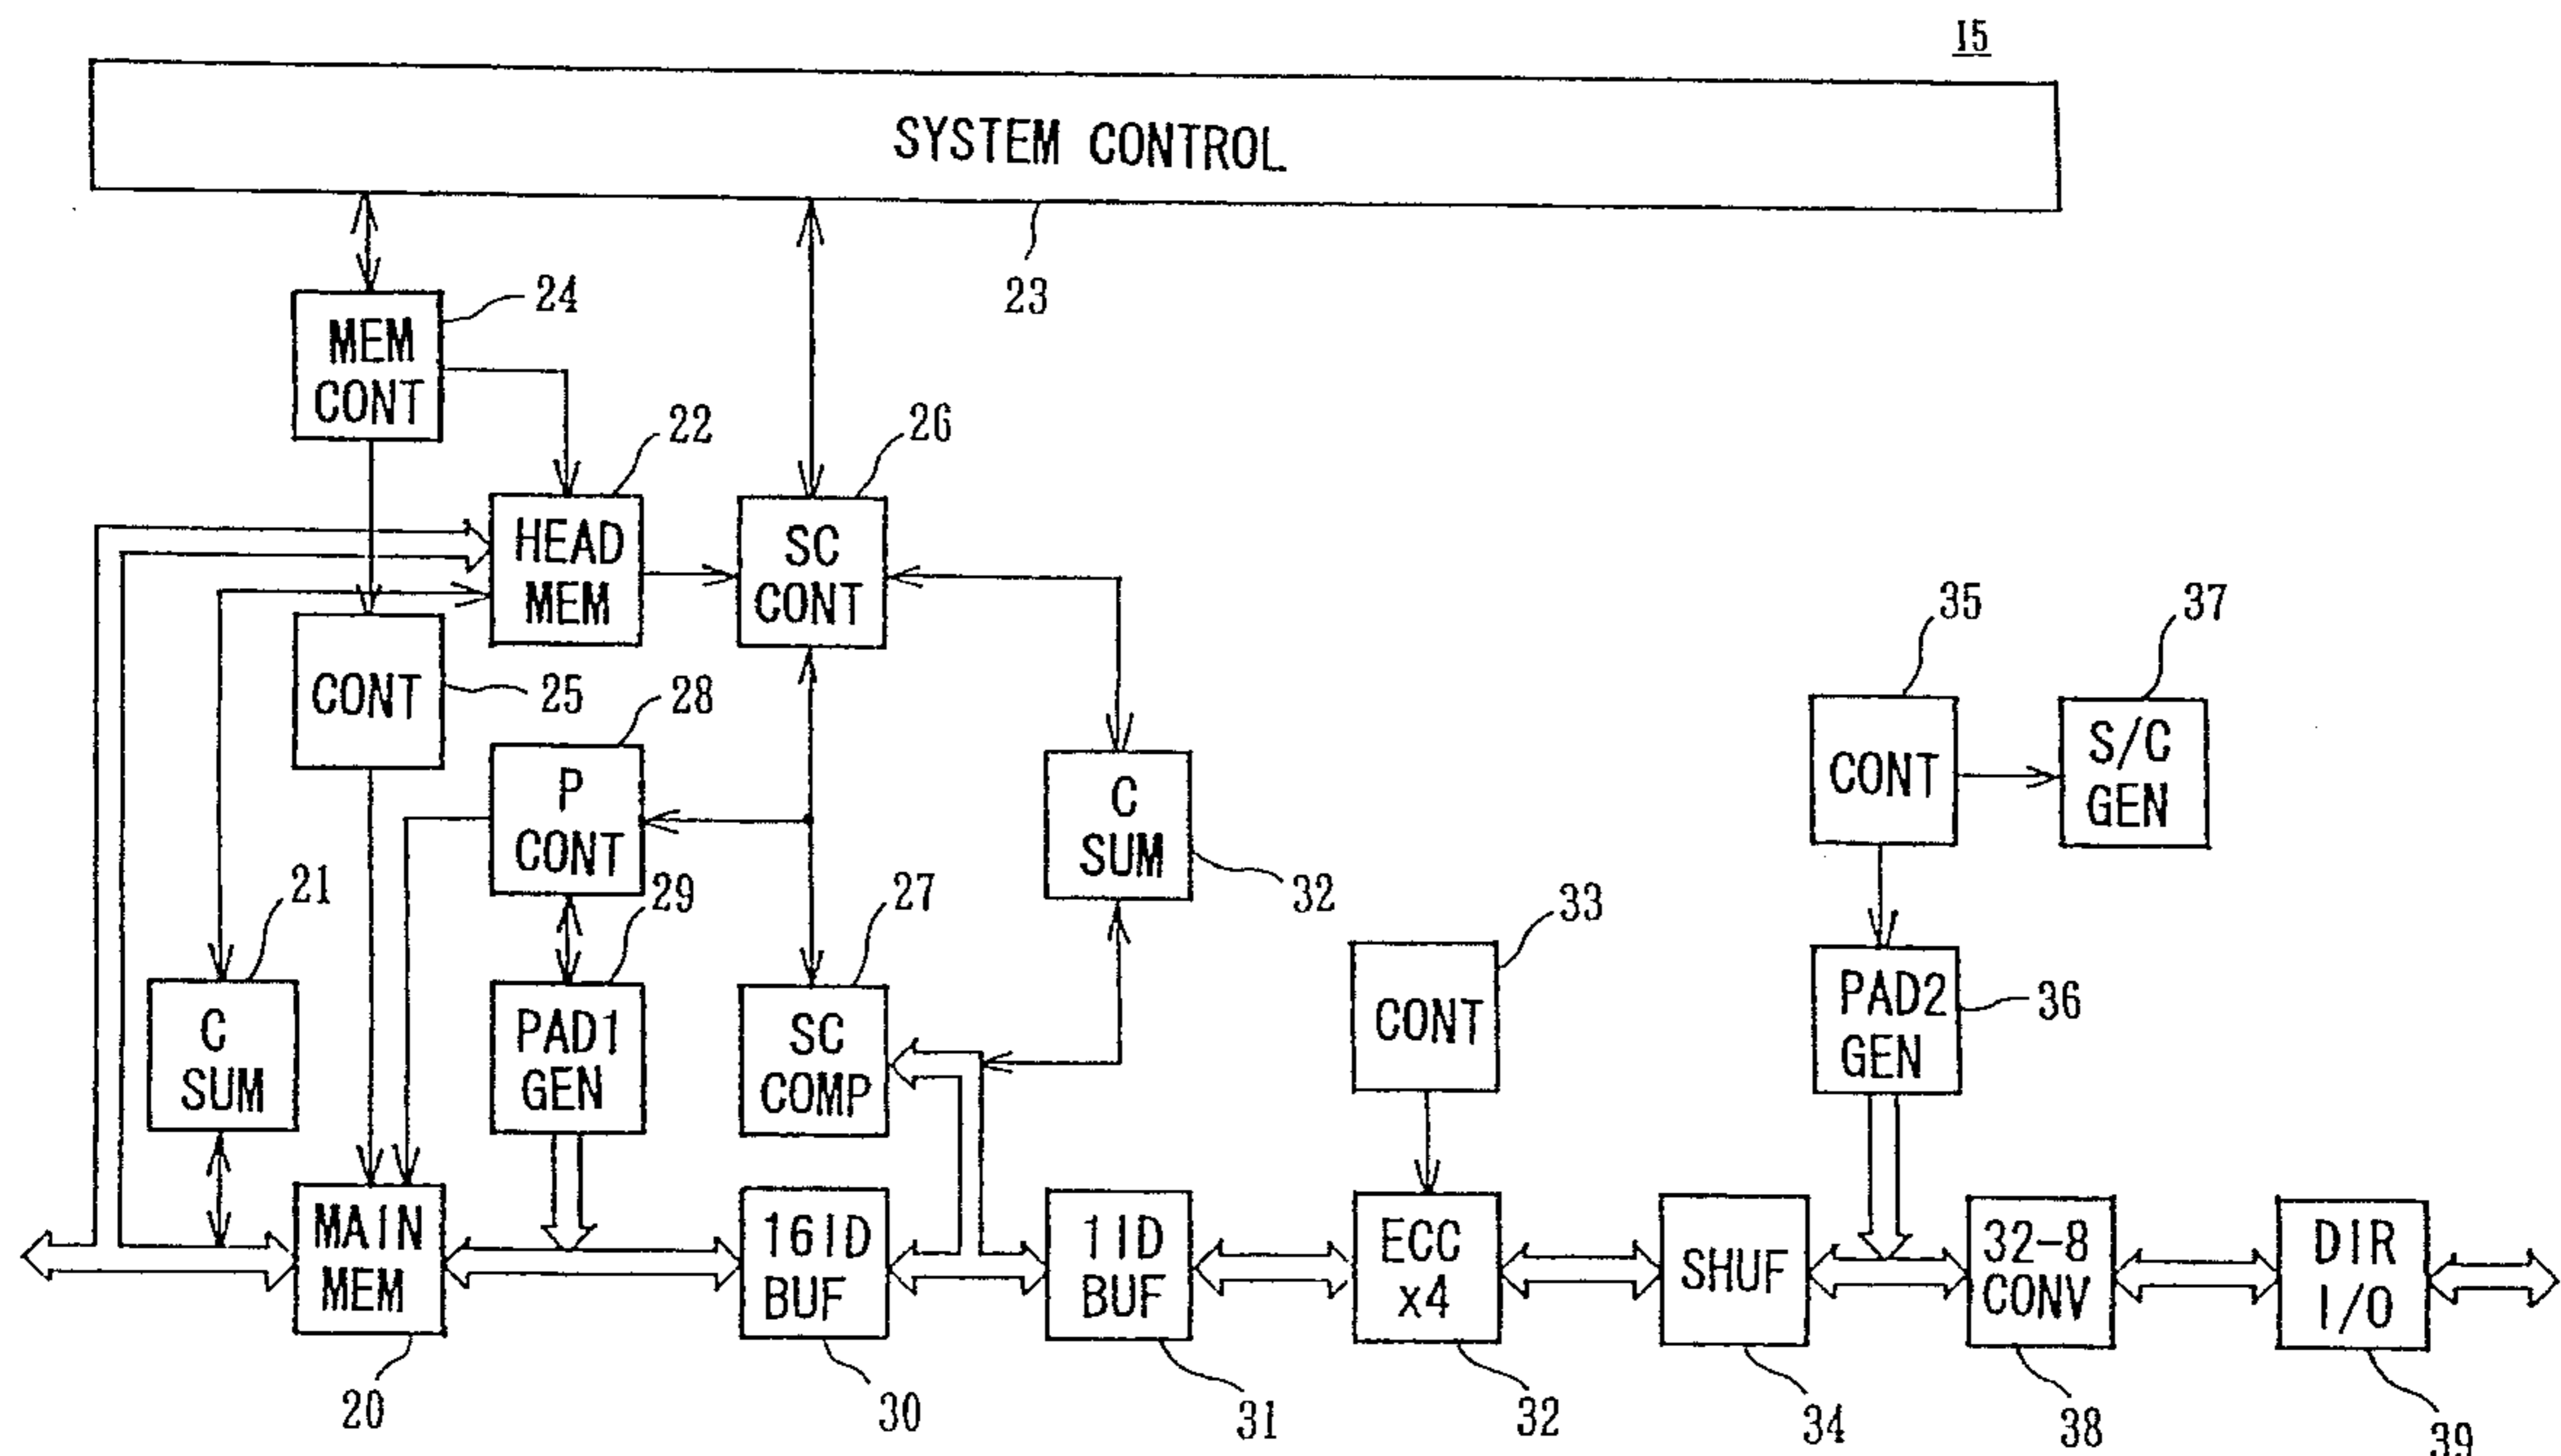 15
SYSTEM CONTROL
23
24
MEM
CONT
22
26
HEAD
MEM
SC
CONT
35
37
CONT
25
28
P
CONT
C
SUM
32
CONT
S/C
GEN
21
29
27
33
C
SUM
PAD1
GEN
SC
COMP
CONT
PAD2
GEN
36
MAIN
MEM
16ID
BUF
1ID
BUF
ECC
x4
SHUF
32-8
CONV
DIR
I/O
20
30
31
32
34
38
39